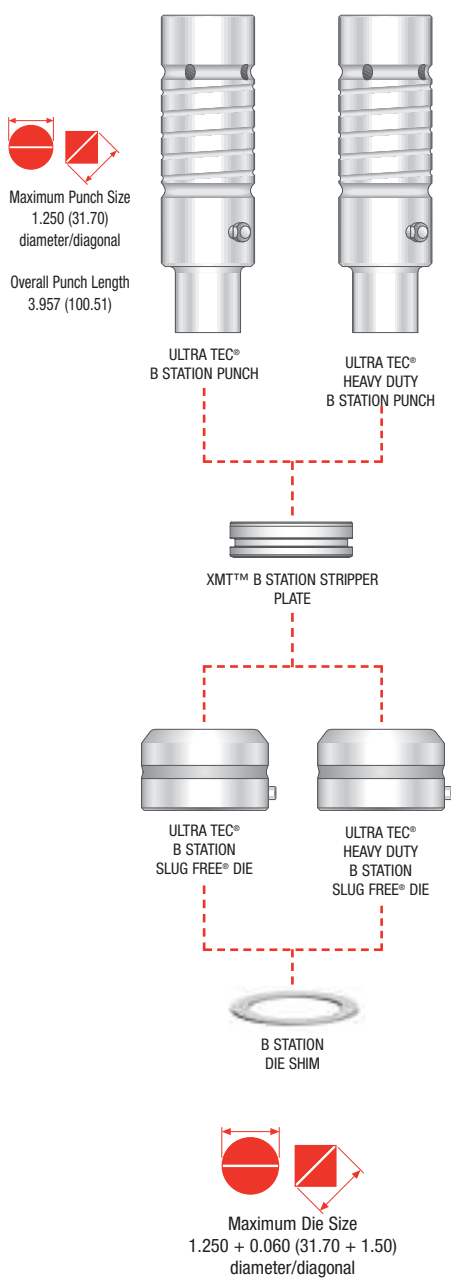 Maximum Punch Size
1.250 (31.70)
diameter/diagonal
Overall Punch Length
3.957 (100.51)
ULTRA TEC®
B STATION PUNCH
ULTRA TEC®
HEAVY DUTY
B STATION PUNCH
XMT™ B STATION STRIPPER
PLATE
ULTRA TEC®
B STATION
SLUG FREE® DIE
ULTRA TEC®
HEAVY DUTY
B STATION
SLUG FREE® DIE
B STATION
DIE SHIM
Maximum Die Size
1.250 + 0.060 (31.70 + 1.50)
diameter/diagonal